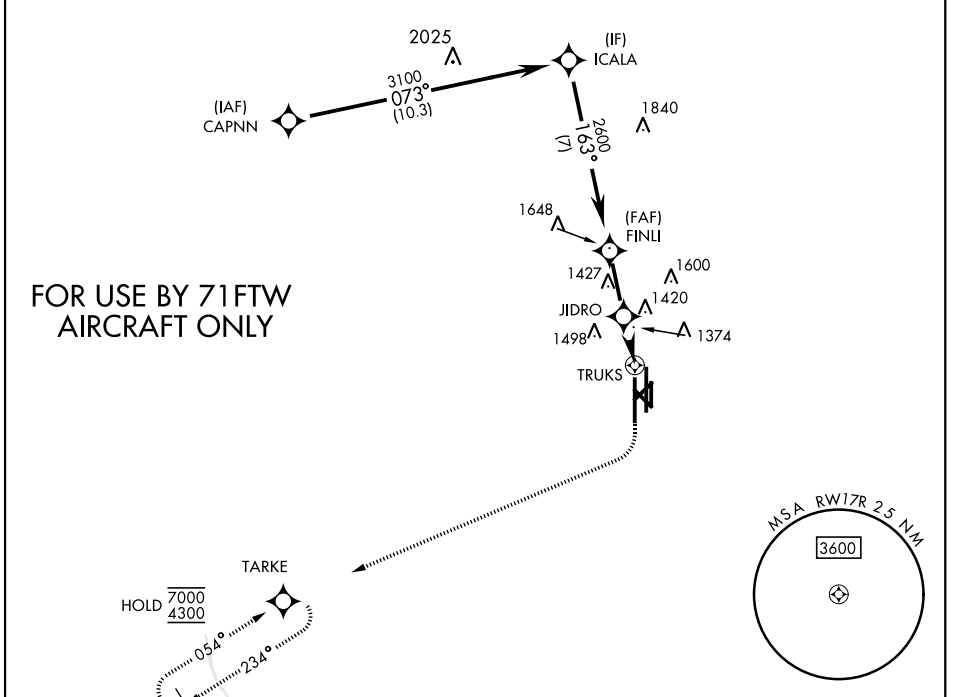 2025
(IF)
ICALA
3100
073°
(10.3)
(IAF)
CAPNN
1840
2600
163°
(7)
1648
(FAF)
FINLI
1427
1600
FOR USE BY 71FTW
AIRCRAFT ONLY
JIDRO
1420
1498
1374
TRUKS
MSA RW17R 25 NM
3600
TARKE
HOLD 7000
4300
054°
234°